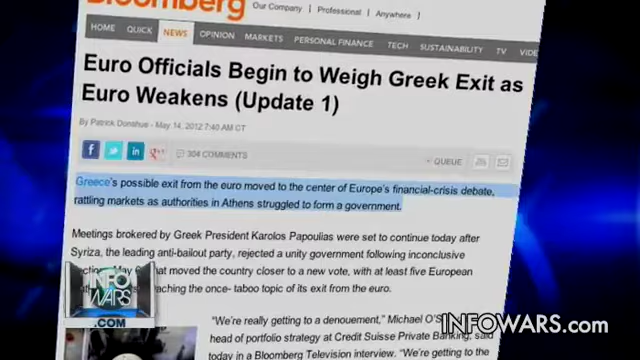 Bloomberg
Our Company | Professional | Anywhere |
HOME QUICK NEWS OPINION MARKETS PERSONAL FINANCE TECH SUSTAINABILITY TV VIDE
Euro Officials Begin to Weigh Greek Exit as
Euro Weakens (Update 1)
By Patrick Donahue - May 14, 2012 7:40 AM CT
304 COMMENTS
QUEUE
Greece's possible exit from the euro moved to the center of Europe's financial-crisis debate,
rattling markets as authorities in Athens struggled to form a government.
Meetings brokered by Greek President Karolos Papoulias were set to continue today after
Syriza, the leading anti-bailout party, rejected a unity government following inconclusive
that moved the country closer to a new vote, with at least five European
the once- taboo topic of its exit from the euro.
"We're really getting to a denouement," Michael O'S
head of portfolio strategy at Credit Suisse Private Banking, said
today in a Bloomberg Television interview. "We're getting to the
INFO
WARS
.COM
INFOWARS.com